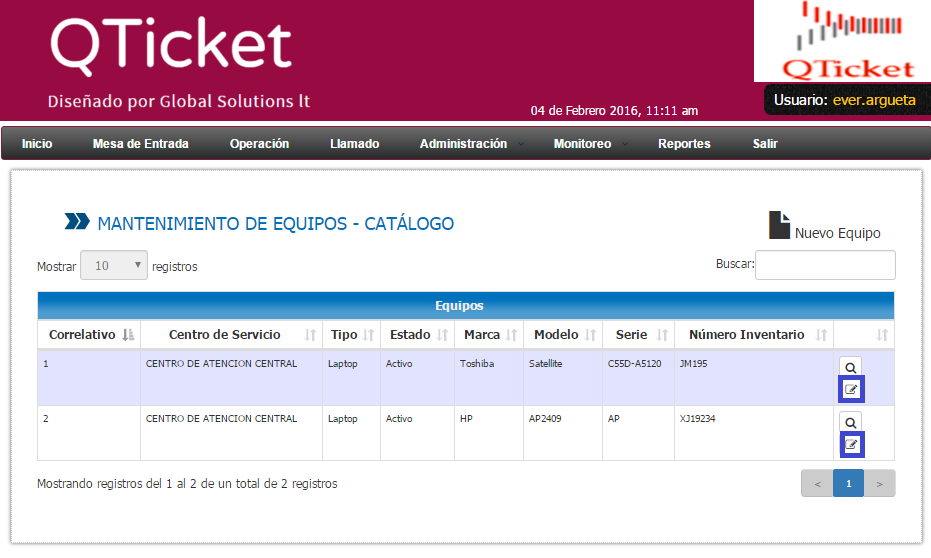 QTicket
Diseñado por Global Solutions lt
QTicket
04 de Febrero 2016, 11:11 am
Usuario: ever.argueta
Inicio Mesa de Entrada Operación Llamado Administración Monitoreo Reportes Salir
MANTENIMIENTO DE EQUIPOS - CATÁLOGO
Nuevo Equipo
Mostrar 10 registros
Buscar:
Equipos
Correlativo Centro de Servicio Tipo Estado Marca Modelo Serie Número Inventario
1 CENTRO DE ATENCION CENTRAL Laptop Activo Toshiba Satellite C55D-A5120 JM195
2 CENTRO DE ATENCION CENTRAL Laptop Activo HP AP2409 AP XJ19234
Mostrando registros del 1 al 2 de un total de 2 registros
< 1 >